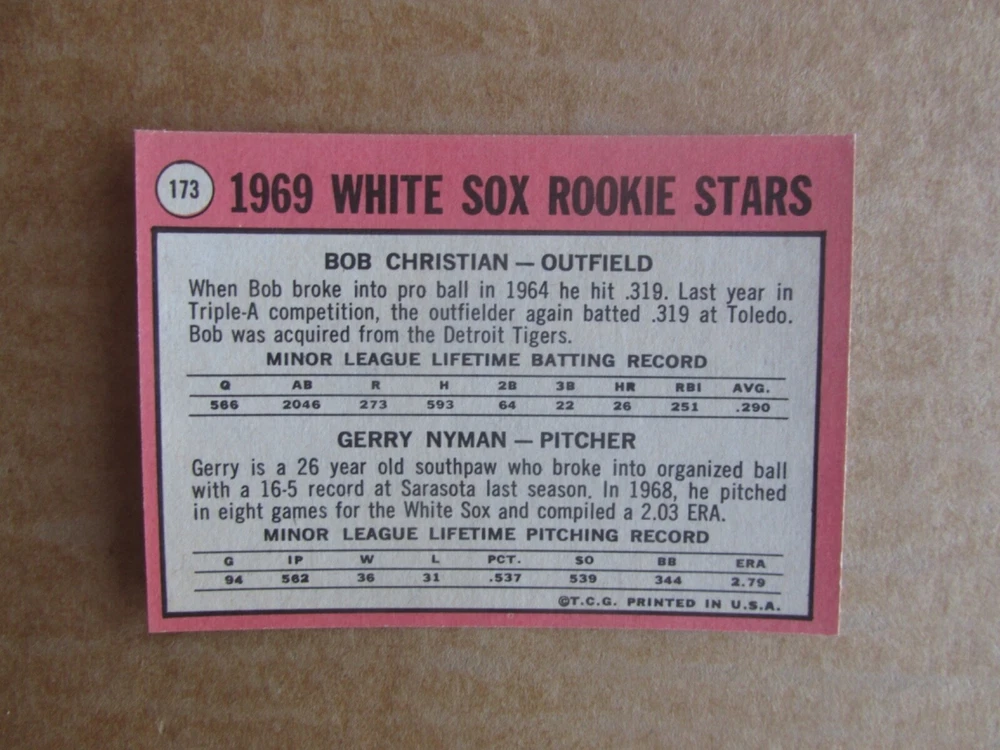 173 1969 WHITE SOX ROOKIE STARS
BOB CHRISTIAN — OUTFIELD
When Bob broke into pro ball in 1964 he hit .319. Last year in
Triple-A competition, the outfielder again batted .319 at Toledo.
Bob was acquired from the Detroit Tigers.
MINOR LEAGUE LIFETIME BATTING RECORD
G AB R H 2B 3B HR RBI AVG.
566 2046 273 593 64 22 26 251 .290
GERRY NYMAN — PITCHER
Gerry is a 26 year old southpaw who broke into organized ball
with a 16-5 record at Sarasota last season. In 1968, he pitched
in eight games for the White Sox and compiled a 2.03 ERA.
MINOR LEAGUE LIFETIME PITCHING RECORD
G IP W L PCT. SO BB ERA
94 562 36 31 .537 539 344 2.79
©T.C.G. PRINTED IN U.S.A.